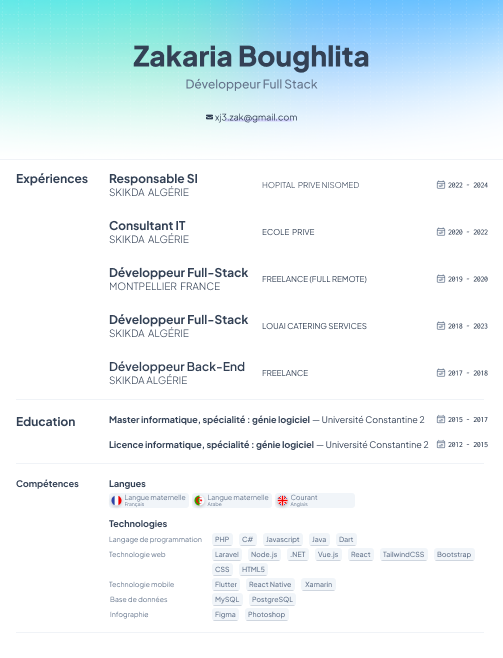 Zakaria Boughlita
Développeur Full Stack
xj3.zak@gmail.com
Expériences
Responsable SI
SKIKDA ALGÉRIE
HOPITAL PRIVE NISOMED
2022 - 2024
Consultant IT
SKIKDA ALGÉRIE
ECOLE PRIVE
2020 - 2022
Développeur Full-Stack
MONTPELLIER FRANCE
FREELANCE (FULL REMOTE)
2019 - 2020
Développeur Full-Stack
SKIKDA ALGÉRIE
LOUAI CATERING SERVICES
2018 - 2023
Développeur Back-End
SKIKDA ALGÉRIE
FREELANCE
2017 - 2018
Education
Master informatique, spécialité : génie logiciel — Université Constantine 2 2015 - 2017
Licence informatique, spécialité : génie logiciel — Université Constantine 2 2012 - 2015
Compétences
Langues
Langue maternelle Langue maternelle Courant
Français Arabe Anglais
Technologies
Langage de programmation PHP C# Javascript Java Dart
Technologie web Laravel Node.js .NET Vue.js React TailwindCSS Bootstrap
CSS HTML5
Technologie mobile Flutter React Native Xamarin
Base de données MySQL PostgreSQL
Infographie Figma Photoshop